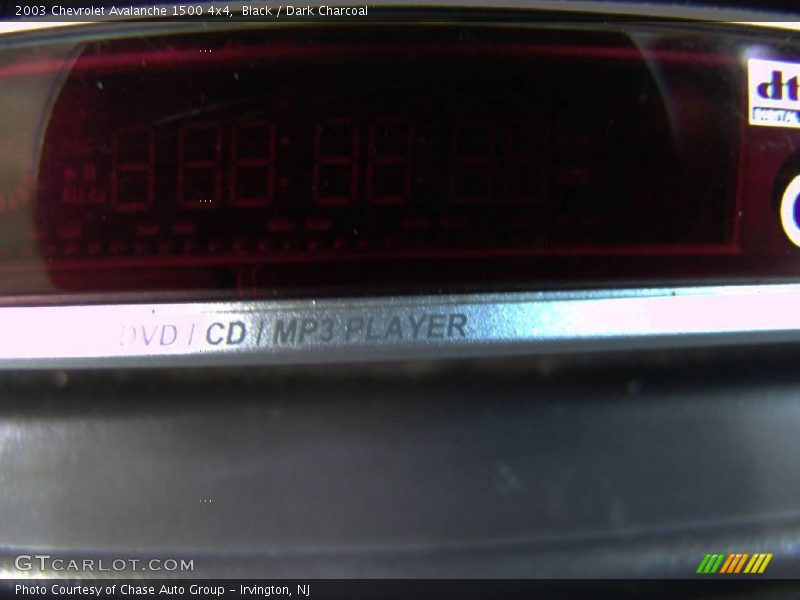 2003 Chevrolet Avalanche 1500 4x4, Black / Dark Charcoal
DIGITAL
DVD / CD / MP3 PLAYER
GTCARLOT.COM
Photo Courtesy of Chase Auto Group - Irvington, NJ